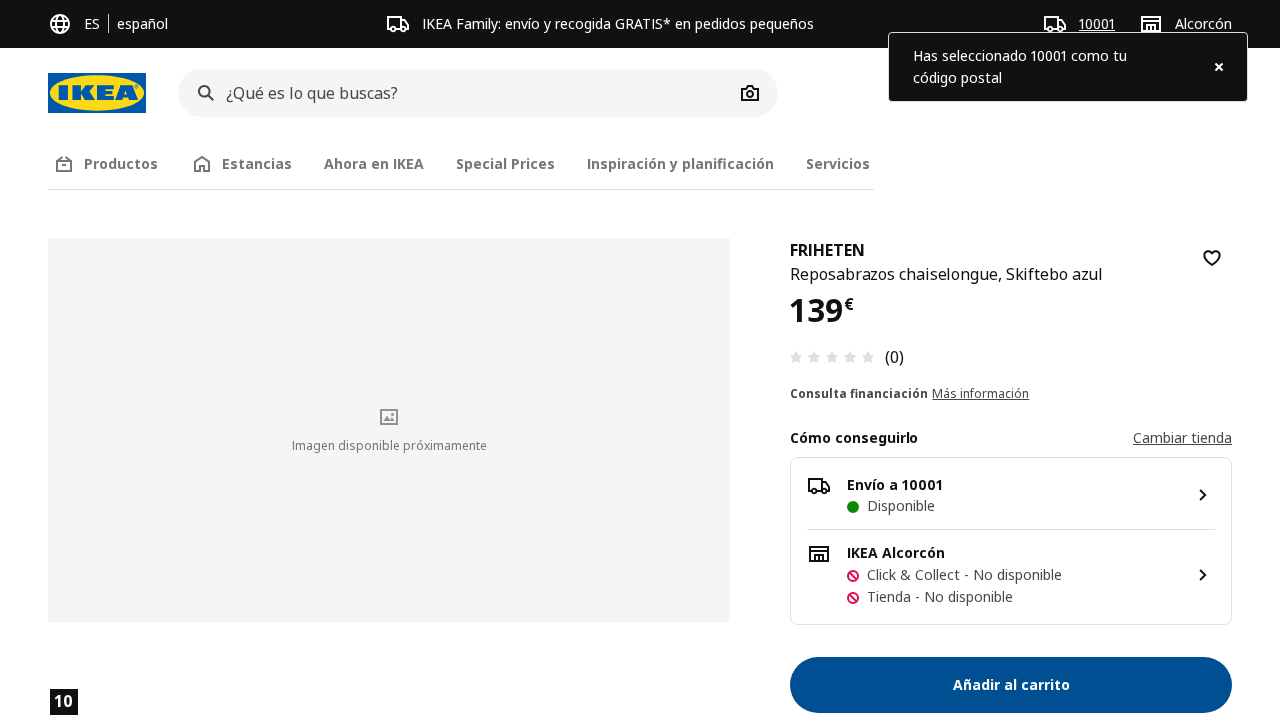 ES
español
IKEA Family: envío y recogida GRATIS* en pedidos pequeños
10001
Alcorcón
Has seleccionado 10001 como tu
código postal
IKEA
¿Qué es lo que buscas?
Productos
Estancias
Ahora en IKEA
Special Prices
Inspiración y planificación
Servicios
Imagen disponible próximamente
10
FRIHETEN
Reposabrazos chaiselongue, Skiftebo azul
139€
(0)
Consulta financiación Más información
Cómo conseguirlo
Cambiar tienda
Envío a 10001
Disponible
IKEA Alcorcón
Click & Collect - No disponible
Tienda - No disponible
Añadir al carrito